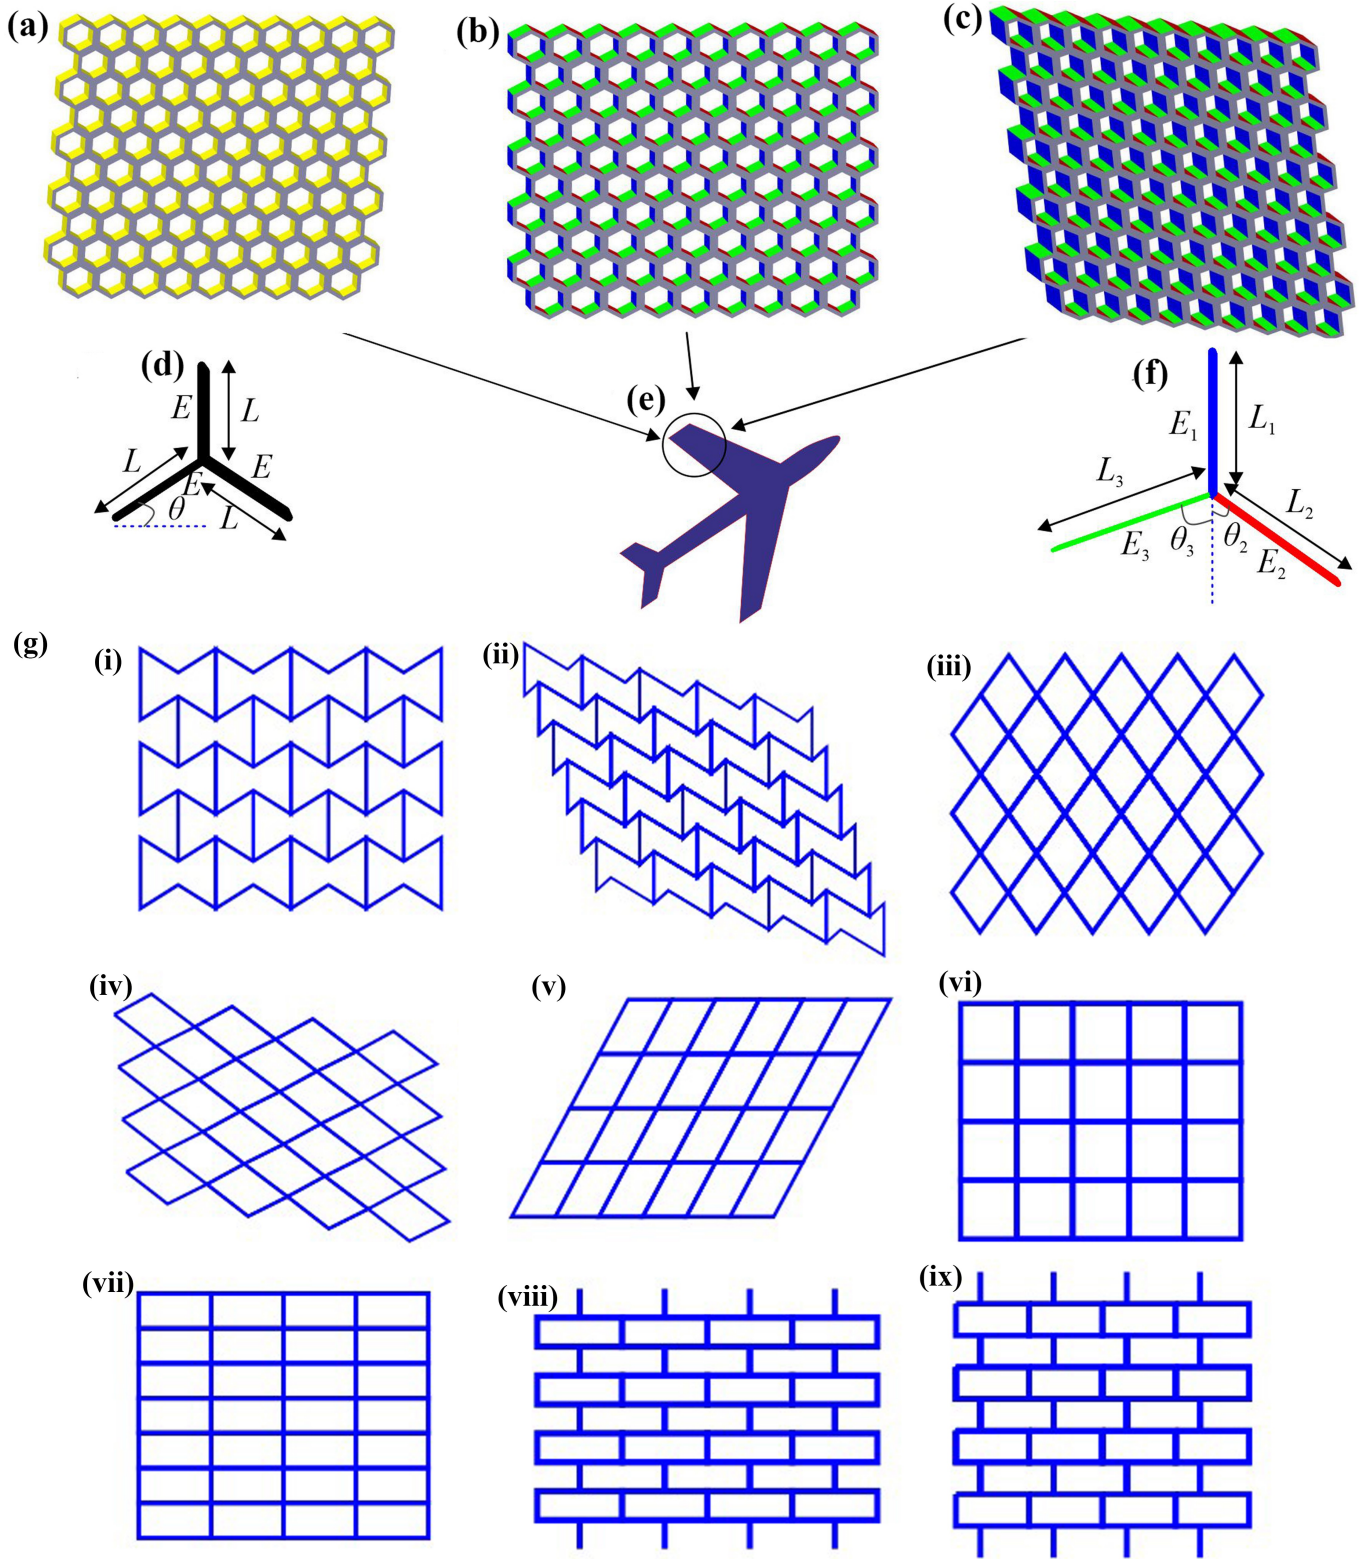 (a)
(b)
(c)
(d)
E
L
L
E
E
θ
L
(e)
(f)
E₁
L₁
L₃
L₂
E₃
θ₃
θ₂
E₂
(g)
(i)
(ii)
(iii)
(iv)
(v)
(vi)
(vii)
(viii)
(ix)